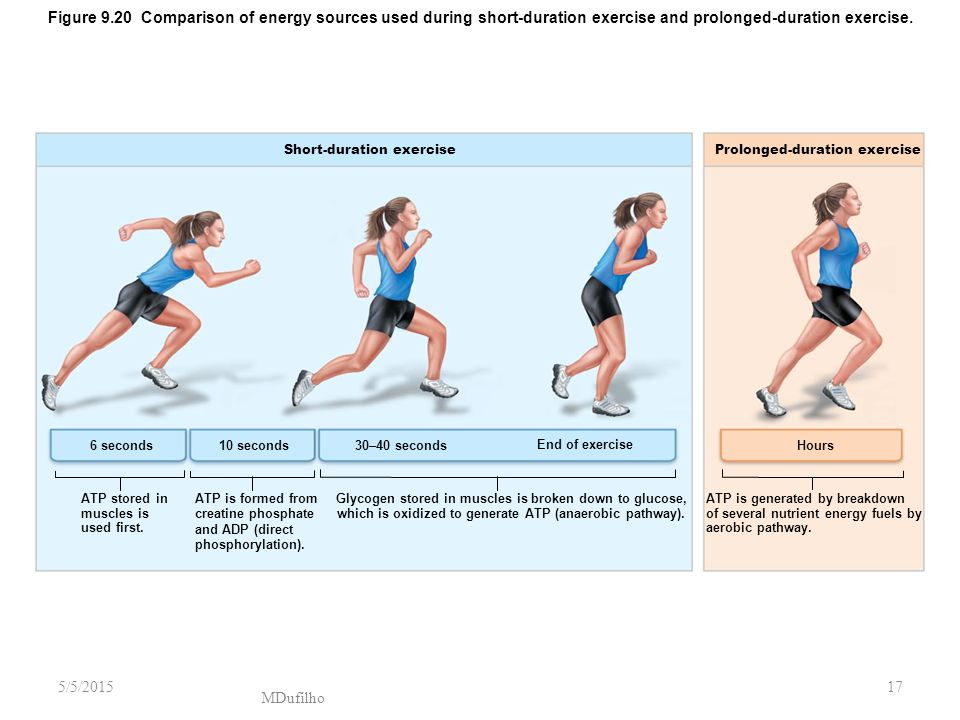 Figure 9.20 Comparison of energy sources used during short-duration exercise and prolonged-duration exercise.
Short-duration exercise
Prolonged-duration exercise
6 seconds
10 seconds
30–40 seconds
End of exercise
Hours
ATP stored in
muscles is
used first.
ATP is formed from
creatine phosphate
and ADP (direct
phosphorylation).
Glycogen stored in muscles is broken down to glucose,
which is oxidized to generate ATP (anaerobic pathway).
ATP is generated by breakdown
of several nutrient energy fuels by
aerobic pathway.
5/5/2015
MDufilho
17